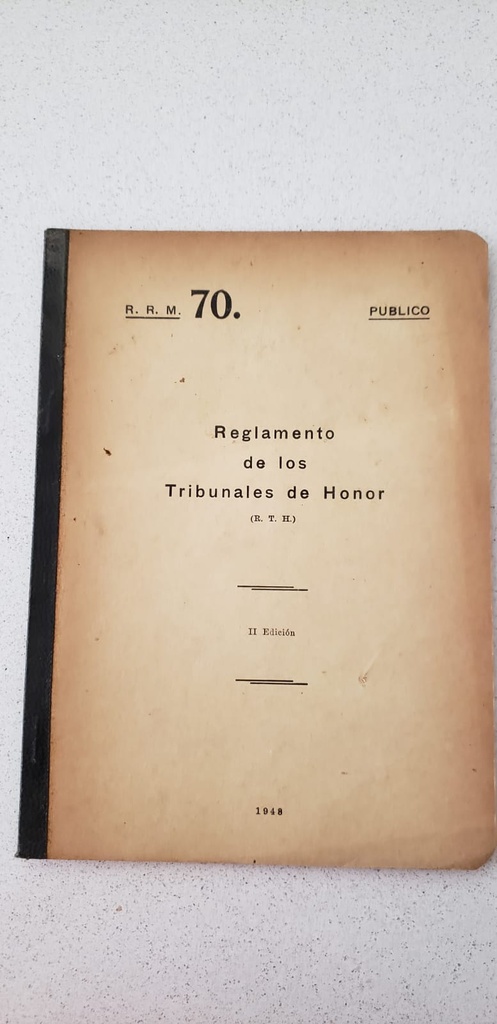 R. R. M. 70. PUBLICO
Reglamento
de los
Tribunales de Honor
(R. T. H.)
II Edición
1948